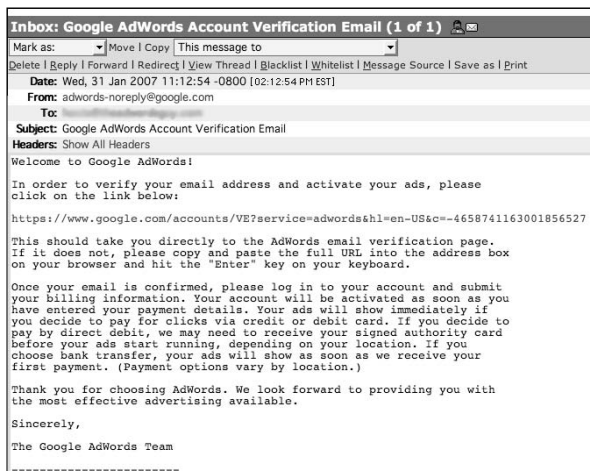 Inbox: Google AdWords Account Verification Email (1 of 1)
Mark as: Move | Copy This message to
Delete | Reply | Forward | Redirect | View Thread | Blacklist | Whitelist | Message Source | Save as | Print
Date: Wed, 31 Jan 2007 11:12:54 -0800 [02:12:54 PM EST]
From: adwords-noreply@google.com
To:
Subject: Google AdWords Account Verification Email
Headers: Show All Headers
Welcome to Google AdWords!
In order to verify your email address and activate your ads, please
click on the link below:
https://www.google.com/accounts/VE?service=adwords&hl=en-US&c=-4658741163001856527
This should take you directly to the AdWords email verification page.
If it does not, please copy and paste the full URL into the address box
on your browser and hit the "Enter" key on your keyboard.
Once your email is confirmed, please log in to your account and submit
your billing information. Your account will be activated as soon as you
have entered your payment details. Your ads will show immediately if
you decide to pay for clicks via credit or debit card. If you decide to
pay by direct debit, we may need to receive your signed authority card
before your ads start running, depending on your location. If you
choose bank transfer, your ads will show as soon as we receive your
first payment. (Payment options vary by location.)
Thank you for choosing AdWords. We look forward to providing you with
the most effective advertising available.
Sincerely,
The Google AdWords Team
------------------------